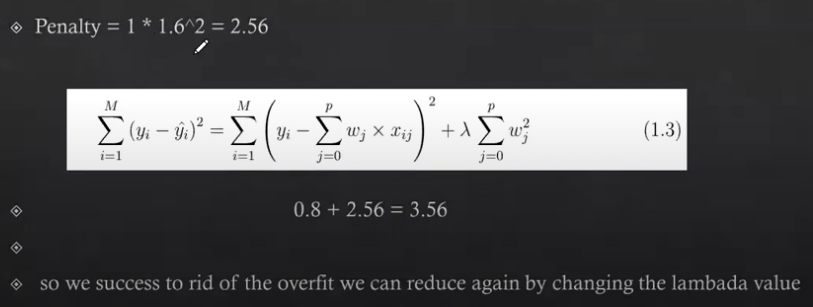 Penalty = 1 * 1.6^2 = 2.56
\sum_{i=1}^{M} (y_i - \hat{y}_i)^2 = \sum_{i=1}^{M} \left( y_i - \sum_{j=0}^{p} w_j \times x_{ij} \right)^2 + \lambda \sum_{j=0}^{p} w_j^2 (1.3)
0.8 + 2.56 = 3.56
so we success to rid of the overfit we can reduce again by changing the lambada value